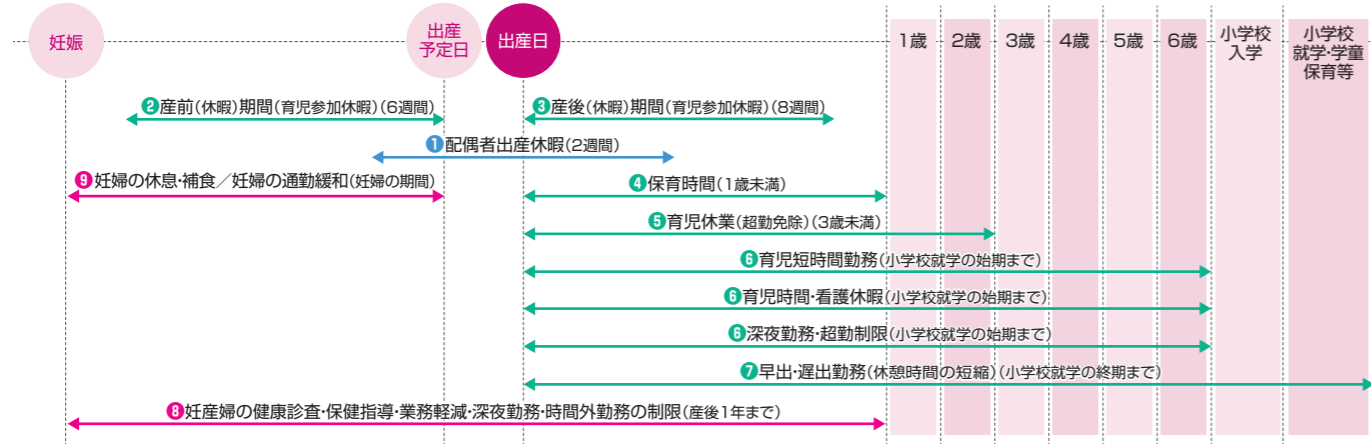 妊娠
出産
予定日
出産日
1歳
2歳
3歳
4歳
5歳
6歳
小学校
入学
小学校
就学・学童
保育等
❷産前(休暇)期間(育児参加休暇)(6週間)
❸産後(休暇)期間(育児参加休暇)(8週間)
❶配偶者出産休暇(2週間)
❾妊婦の休息・補食／妊婦の通勤緩和(妊婦の期間)
❹保育時間(1歳未満)
❺育児休業(超勤免除)(3歳未満)
❻育児短時間勤務(小学校就学の始期まで)
❻育児時間・看護休暇(小学校就学の始期まで)
❻深夜勤務・超勤制限(小学校就学の始期まで)
❼早出・遅出勤務(休憩時間の短縮)(小学校就学の終期まで)
❽妊産婦の健康診査・保健指導・業務軽減・深夜勤務・時間外勤務の制限(産後1年まで)